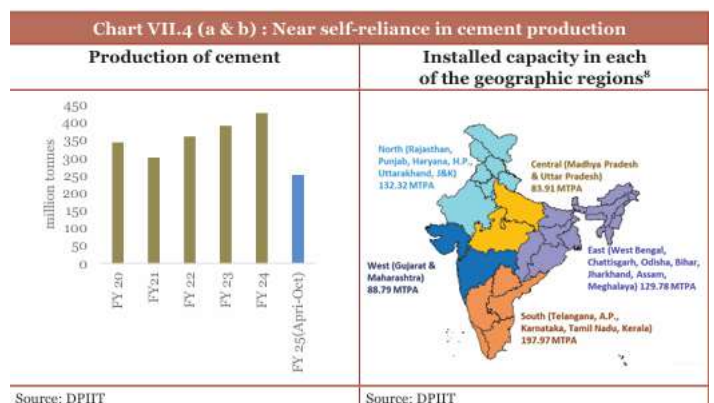 Chart VII.4 (a & b) : Near self-reliance in cement production
Production of cement
million tonnes
450
400
350
300
250
200
150
100
50
0
FY 20
FY21
FY 22
FY 23
FY 24
FY 25(Apri-Oct)
Source: DPIIT
Installed capacity in each
of the geographic regions⁸
North (Rajasthan,
Punjab, Haryana, H.P.,
Uttarakhand, J&K)
132.32 MTPA
Central (Madhya Pradesh
& Uttar Pradesh)
83.91 MTPA
West (Gujarat &
Maharashtra)
88.79 MTPA
East (West Bengal,
Chattisgarh, Odisha, Bihar,
Jharkhand, Assam,
Meghalaya) 129.78 MTPA
South (Telangana, A.P.,
Karnataka, Tamil Nadu, Kerala)
197.97 MTPA
Source: DPIIT